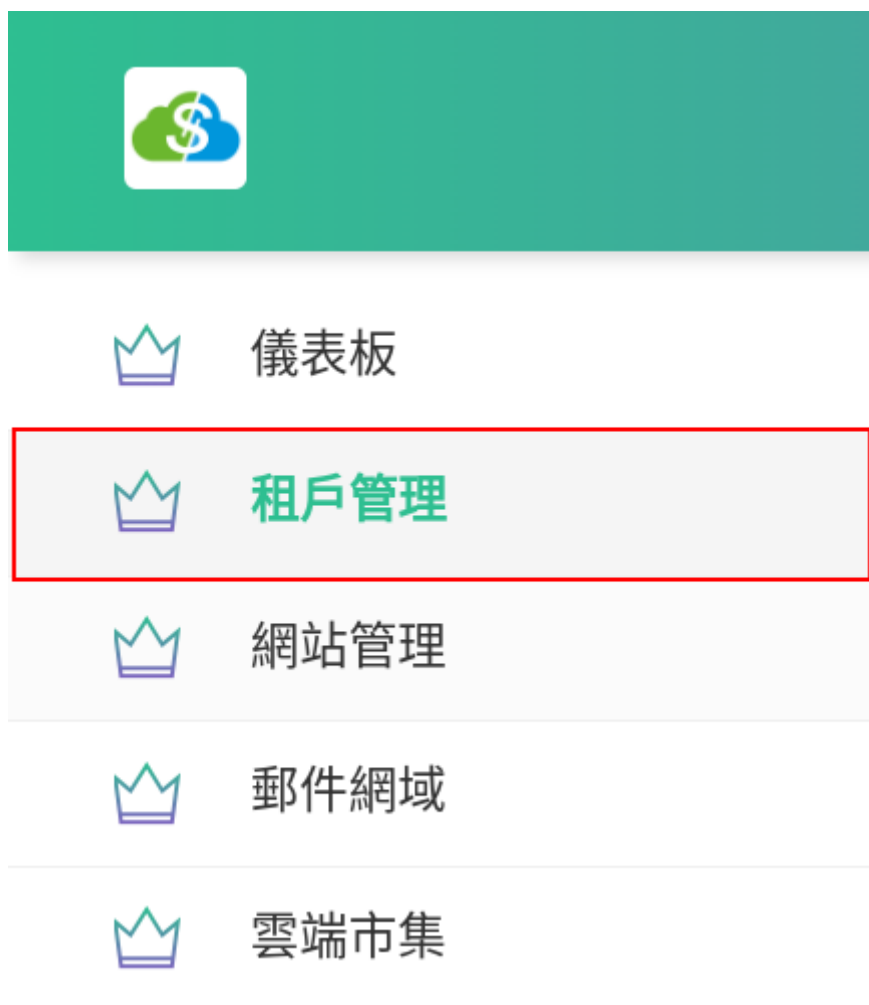 儀表板
租戶管理
網站管理
郵件網域
雲端市集